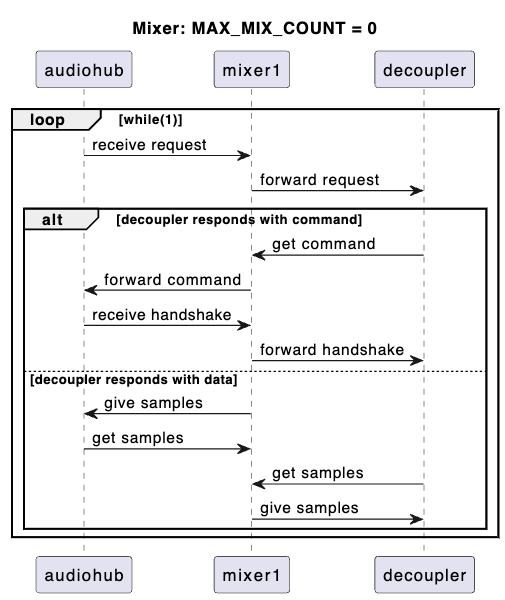 Mixer: MAX_MIX_COUNT = 0
audiohub mixer1 decoupler
loop [while(1)]
receive request
forward request
alt [decoupler responds with command]
get command
forward command
receive handshake
forward handshake
[decoupler responds with data]
give samples
get samples
get samples
give samples
audiohub mixer1 decoupler